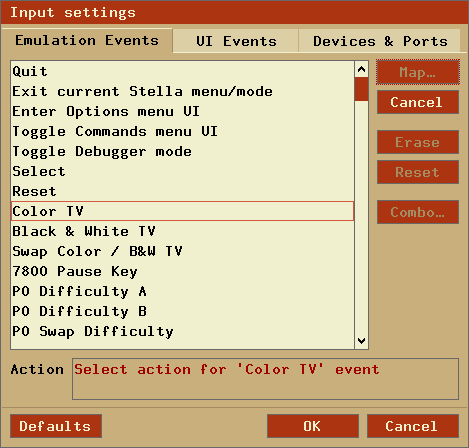 Input settings
Emulation Events UI Events Devices & Ports
Quit
Exit current Stella menu/mode
Enter Options menu UI
Toggle Commands menu UI
Toggle Debugger mode
Select
Reset
Color TV
Black & White TV
Swap Color / B&W TV
7800 Pause Key
P0 Difficulty A
P0 Difficulty B
P0 Swap Difficulty
Map…
Cancel
Erase
Reset
Combo…
Action Select action for 'Color TV' event
Defaults OK Cancel